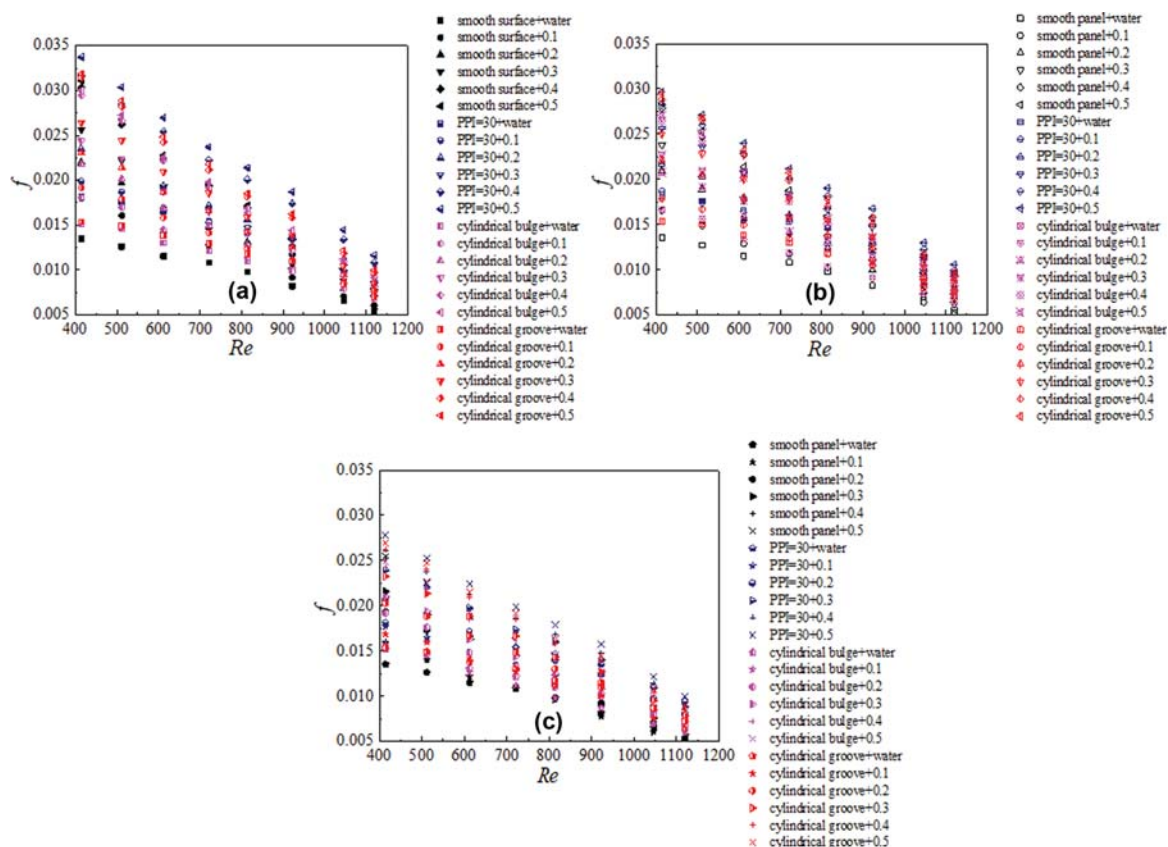 0.035
0.030
0.025
0.020
0.015
0.010
0.005
f
400 500 600 700 800 900 1000 1100 1200
Re
(a)
smooth surface+water
smooth surface+0.1
smooth surface+0.2
smooth surface+0.3
smooth surface+0.4
smooth surface+0.5
PPI=30+water
PPI=30+0.1
PPI=30+0.2
PPI=30+0.3
PPI=30+0.4
PPI=30+0.5
cylindrical bulge+water
cylindrical bulge+0.1
cylindrical bulge+0.2
cylindrical bulge+0.3
cylindrical bulge+0.4
cylindrical bulge+0.5
cylindrical groove+water
cylindrical groove+0.1
cylindrical groove+0.2
cylindrical groove+0.3
cylindrical groove+0.4
cylindrical groove+0.5
0.035
0.030
0.025
0.020
0.015
0.010
0.005
f
400 500 600 700 800 900 1000 1100 1200
Re
(b)
smooth panel+water
smooth panel+0.1
smooth panel+0.2
smooth panel+0.3
smooth panel+0.4
smooth panel+0.5
PPI=30+water
PPI=30+0.1
PPI=30+0.2
PPI=30+0.3
PPI=30+0.4
PPI=30+0.5
cylindrical bulge+water
cylindrical bulge+0.1
cylindrical bulge+0.2
cylindrical bulge+0.3
cylindrical bulge+0.4
cylindrical bulge+0.5
cylindrical groove+water
cylindrical groove+0.1
cylindrical groove+0.2
cylindrical groove+0.3
cylindrical groove+0.4
cylindrical groove+0.5
0.035
0.030
0.025
0.020
0.015
0.010
0.005
f
400 500 600 700 800 900 1000 1100 1200
Re
(c)
smooth panel+water
smooth panel+0.1
smooth panel+0.2
smooth panel+0.3
smooth panel+0.4
smooth panel+0.5
PPI=30+water
PPI=30+0.1
PPI=30+0.2
PPI=30+0.3
PPI=30+0.4
PPI=30+0.5
cylindrical bulge+water
cylindrical bulge+0.1
cylindrical bulge+0.2
cylindrical bulge+0.3
cylindrical bulge+0.4
cylindrical bulge+0.5
cylindrical groove+water
cylindrical groove+0.1
cylindrical groove+0.2
cylindrical groove+0.3
cylindrical groove+0.4
cylindrical groove+0.5